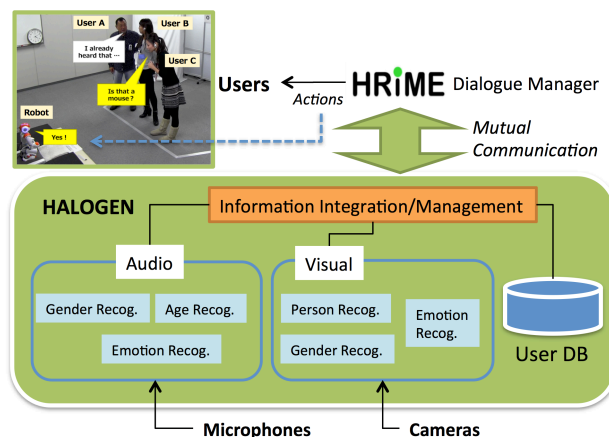 User A
User B
I already
heard that …
User C
Is that a
mouse ?
Robot
Yes !
Users
HRiME Dialogue Manager
Actions
Mutual
Communication
HALOGEN
Information Integration/Management
Audio
Visual
Gender Recog.
Age Recog.
Emotion Recog.
Person Recog.
Gender Recog.
Emotion
Recog.
User DB
Microphones
Cameras